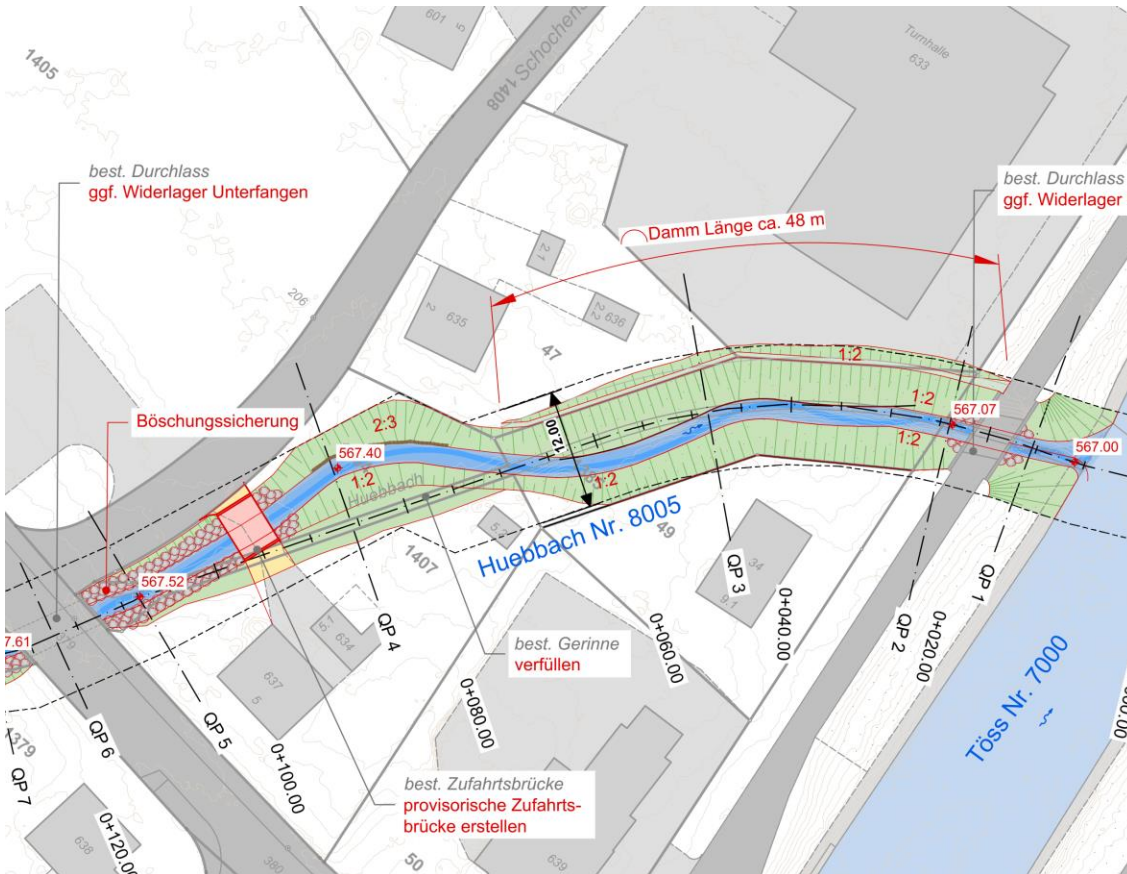 1405
601
5
1408
Schochens
Turnhalle
633
best. Durchlass
ggf. Widerlager Unterfangen
best. Durchlass
ggf. Widerlager
Damm Länge ca. 48 m
206
2.1
2
635
2.2
636
47
1:2
1:2
567.07
1:2
567.00
Böschungssicherung
2:3
567.40
1:2
Huebbach
12.00
1:2
Huebbach Nr. 8005
49
1407
5.2
34
9.1
QP 3
0+040.00
QP 2
0+020.00
QP 1
567.52
7.61
QP 4
best. Gerinne
verfüllen
0+060.00
5.1
634
637
5
0+080.00
Töss Nr. 7000
QP 5
QP 6
0+100.00
1379
QP 7
best. Zufahrtsbrücke
provisorische Zufahrts-
brücke erstellen
638
0+120.00
380
50
639
000.00